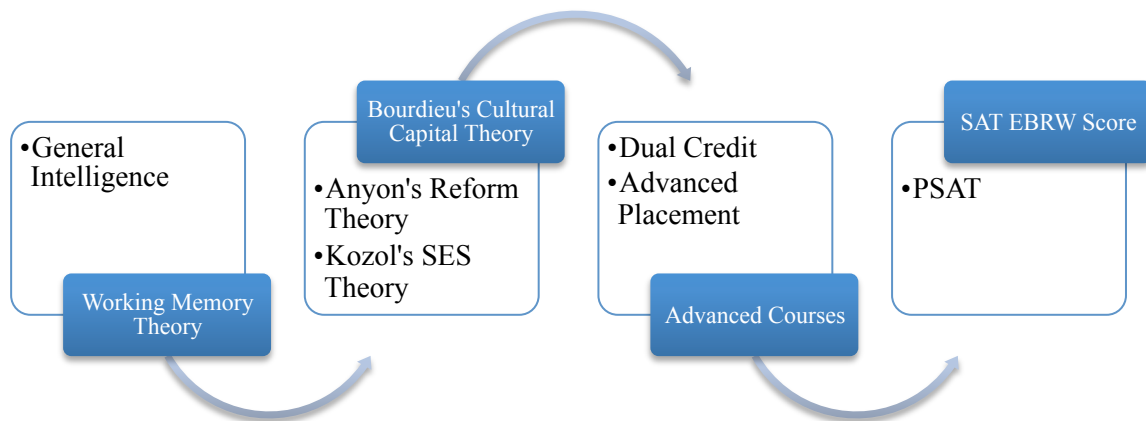 •General
Intelligence
Working Memory
Theory
Bourdieu's Cultural
Capital Theory
•Anyon's Reform
Theory
•Kozol's SES
Theory
•Dual Credit
•Advanced
Placement
Advanced Courses
SAT EBRW Score
•PSAT